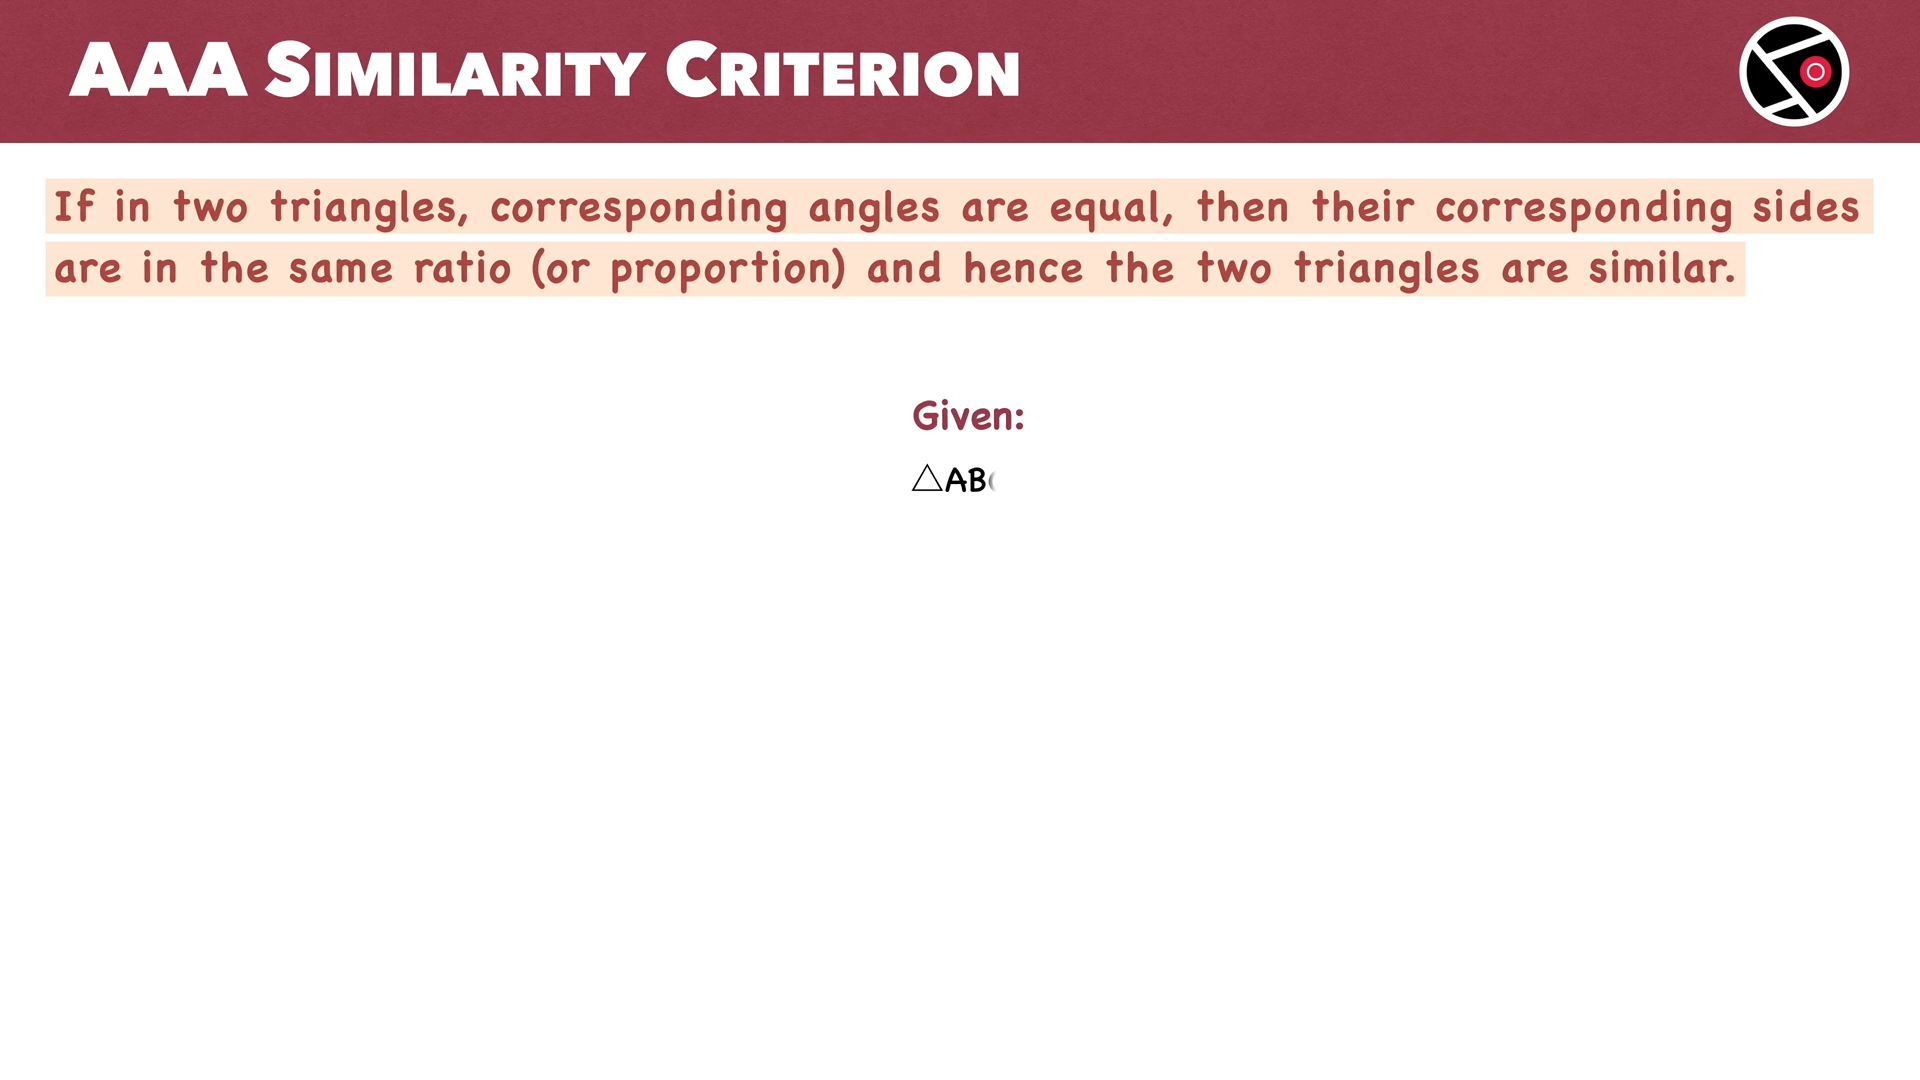 AAA SIMILARITY CRITERION
If in two triangles, corresponding angles are equal, then their corresponding sides
are in the same ratio (or proportion) and hence the two triangles are similar.
Given:
△AB